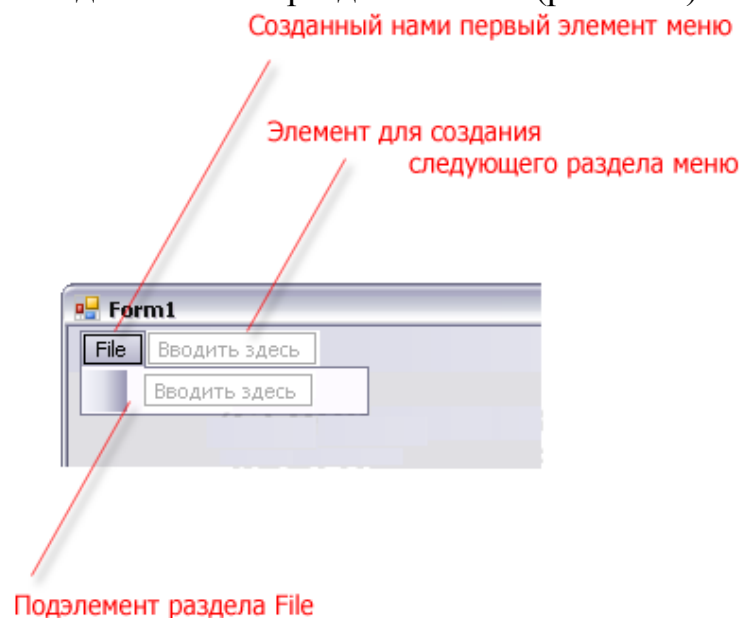 Созданный нами первый элемент меню
Элемент для создания
следующего раздела меню
Form1
File Вводить здесь
Вводить здесь
Подэлемент раздела File